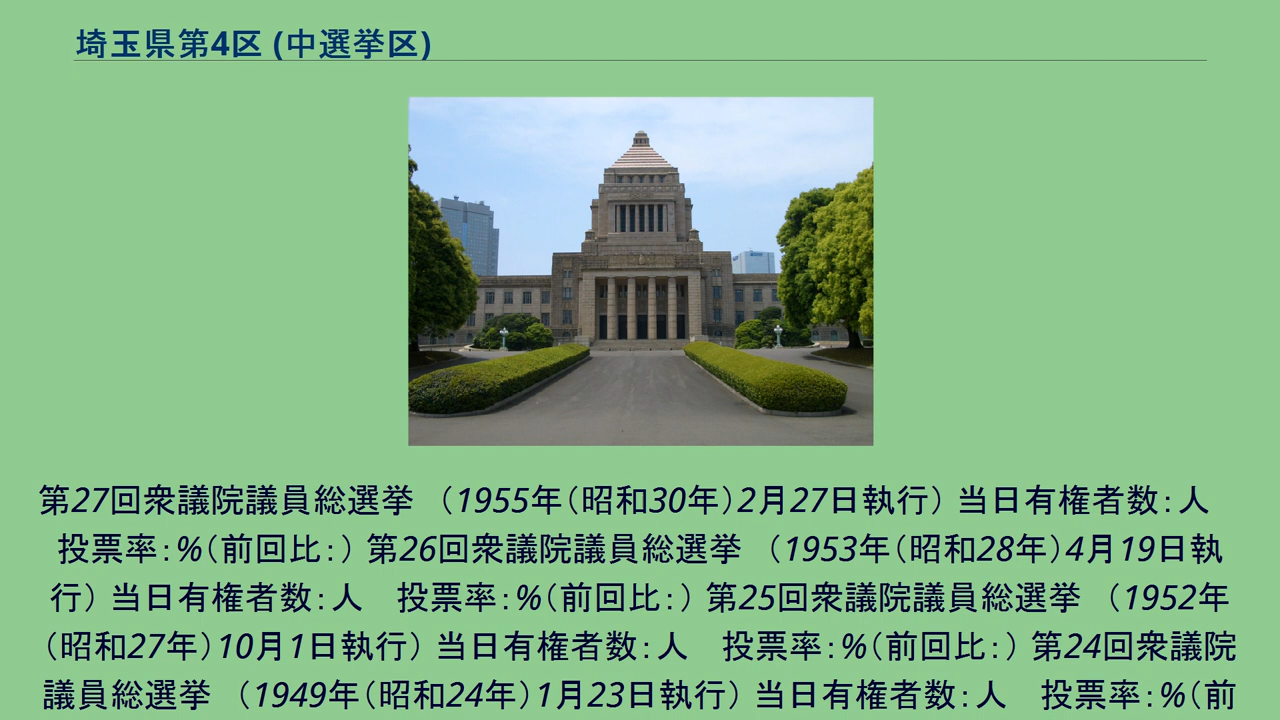 埼玉県第4区 (中選挙区)
第27回衆議院議員総選挙　（1955年（昭和30年）2月27日執行） 当日有権者数：人
投票率：%（前回比：） 第26回衆議院議員総選挙　（1953年（昭和28年）4月19日執
行） 当日有権者数：人　投票率：%（前回比：） 第25回衆議院議員総選挙　（1952年
（昭和27年）10月1日執行） 当日有権者数：人　投票率：%（前回比：） 第24回衆議院
議員総選挙　（1949年（昭和24年）1月23日執行） 当日有権者数：人　投票率：%（前